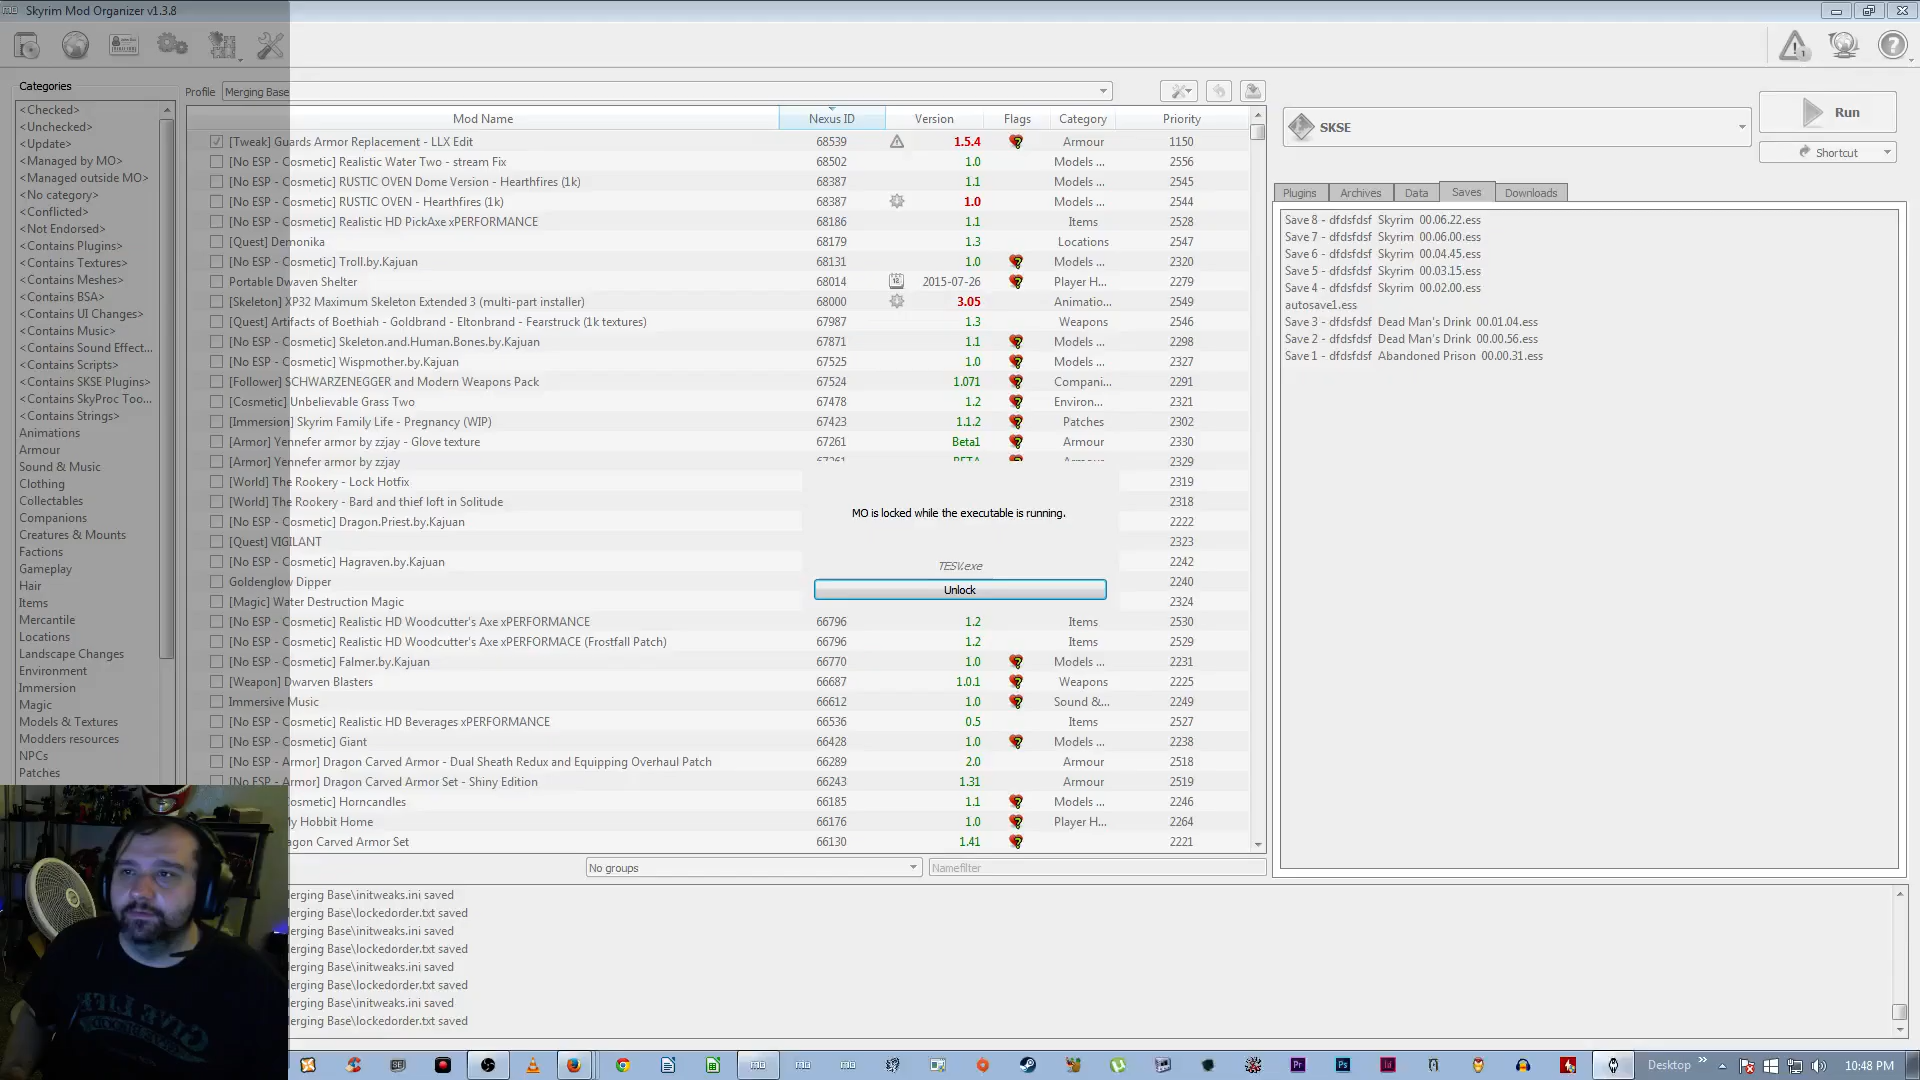 Skyrim Mod Organizer v1.3.8
Categories
<Checked>
<Unchecked>
<Update>
<Managed by MO>
<Managed outside MO>
<No category>
<Conflicted>
<Not Endorsed>
<Contains Plugins>
<Contains Textures>
<Contains Meshes>
<Contains BSA>
<Contains UI Changes>
<Contains Music>
<Contains Sound Effect...
<Contains Scripts>
<Contains SKSE Plugins>
<Contains SkyProc Too...
<Contains Strings>
Animations
Armour
Sound & Music
Clothing
Collectables
Companions
Creatures & Mounts
Factions
Gameplay
Hair
Items
Mercantile
Locations
Landscape Changes
Environment
Immersion
Magic
Models & Textures
Modders resources
NPCs
Patches
Profile Merging Base
Mod Name Nexus ID Version Flags Category Priority
[Tweak] Guards Armor Replacement - LLX Edit 68539 1.5.4 Armour 1150
[No ESP - Cosmetic] Realistic Water Two - stream Fix 68502 1.0 Models ... 2556
[No ESP - Cosmetic] RUSTIC OVEN Dome Version - Hearthfires (1k) 68387 1.1 Models ... 2545
[No ESP - Cosmetic] RUSTIC OVEN - Hearthfires (1k) 68387 1.0 Models ... 2544
[No ESP - Cosmetic] Realistic HD PickAxe xPERFORMANCE 68186 1.1 Items 2528
[Quest] Demonika 68179 1.3 Locations 2547
[No ESP - Cosmetic] Troll.by.Kajuan 68131 1.0 Models ... 2320
Portable Dwaven Shelter 68014 2015-07-26 Player H... 2279
[Skeleton] XP32 Maximum Skeleton Extended 3 (multi-part installer) 68000 3.05 Animatio... 2549
[Quest] Artifacts of Boethiah - Goldbrand - Eltonbrand - Fearstruck (1k textures) 67987 1.3 Weapons 2546
[No ESP - Cosmetic] Skeleton.and.Human.Bones.by.Kajuan 67871 1.1 Models ... 2298
[No ESP - Cosmetic] Wispmother.by.Kajuan 67525 1.0 Models ... 2327
[Follower] SCHWARZENEGGER and Modern Weapons Pack 67524 1.071 Compani... 2291
[Cosmetic] Unbelievable Grass Two 67478 1.2 Environ... 2321
[Immersion] Skyrim Family Life - Pregnancy (WIP) 67423 1.1.2 Patches 2302
[Armor] Yennefer armor by zzjay - Glove texture 67261 Beta1 Armour 2330
[Armor] Yennefer armor by zzjay 67261 BETA Armour 2329
[World] The Rookery - Lock Hotfix 2319
[World] The Rookery - Bard and thief loft in Solitude 2318
[No ESP - Cosmetic] Dragon.Priest.by.Kajuan 2222
[Quest] VIGILANT 2323
[No ESP - Cosmetic] Hagraven.by.Kajuan 2242
Goldenglow Dipper 2240
[Magic] Water Destruction Magic 2324
[No ESP - Cosmetic] Realistic HD Woodcutter's Axe xPERFORMANCE 66796 1.2 Items 2530
[No ESP - Cosmetic] Realistic HD Woodcutter's Axe xPERFORMACE (Frostfall Patch) 66796 1.2 Items 2529
[No ESP - Cosmetic] Falmer.by.Kajuan 66770 1.0 Models ... 2231
[Weapon] Dwarven Blasters 66687 1.0.1 Weapons 2225
Immersive Music 66612 1.0 Sound &... 2249
[No ESP - Cosmetic] Realistic HD Beverages xPERFORMANCE 66536 0.5 Items 2527
[No ESP - Cosmetic] Giant 66428 1.0 Models ... 2238
[No ESP - Armor] Dragon Carved Armor - Dual Sheath Redux and Equipping Overhaul Patch 66289 2.0 Armour 2518
[No ESP - Armor] Dragon Carved Armor Set - Shiny Edition 66243 1.31 Armour 2519
Cosmetic] Horncandles 66185 1.1 Models ... 2246
My Hobbit Home 66176 1.0 Player H... 2264
agon Carved Armor Set 66130 1.41 2221
MO is locked while the executable is running.
TESV.exe
Unlock
No groups Namefilter
SKSE
Run
Shortcut
Plugins Archives Data Saves Downloads
Save 8 - dfdsfdsf Skyrim 00.06.22.ess
Save 7 - dfdsfdsf Skyrim 00.06.00.ess
Save 6 - dfdsfdsf Skyrim 00.04.45.ess
Save 5 - dfdsfdsf Skyrim 00.03.15.ess
Save 4 - dfdsfdsf Skyrim 00.02.00.ess
autosave1.ess
Save 3 - dfdsfdsf Dead Man's Drink 00.01.04.ess
Save 2 - dfdsfdsf Dead Man's Drink 00.00.56.ess
Save 1 - dfdsfdsf Abandoned Prison 00.00.31.ess
erging Base\initweaks.ini saved
erging Base\lockedorder.txt saved
erging Base\initweaks.ini saved
erging Base\lockedorder.txt saved
erging Base\initweaks.ini saved
erging Base\lockedorder.txt saved
erging Base\initweaks.ini saved
erging Base\lockedorder.txt saved
GIVE LIFE
Desktop
10:48 PM